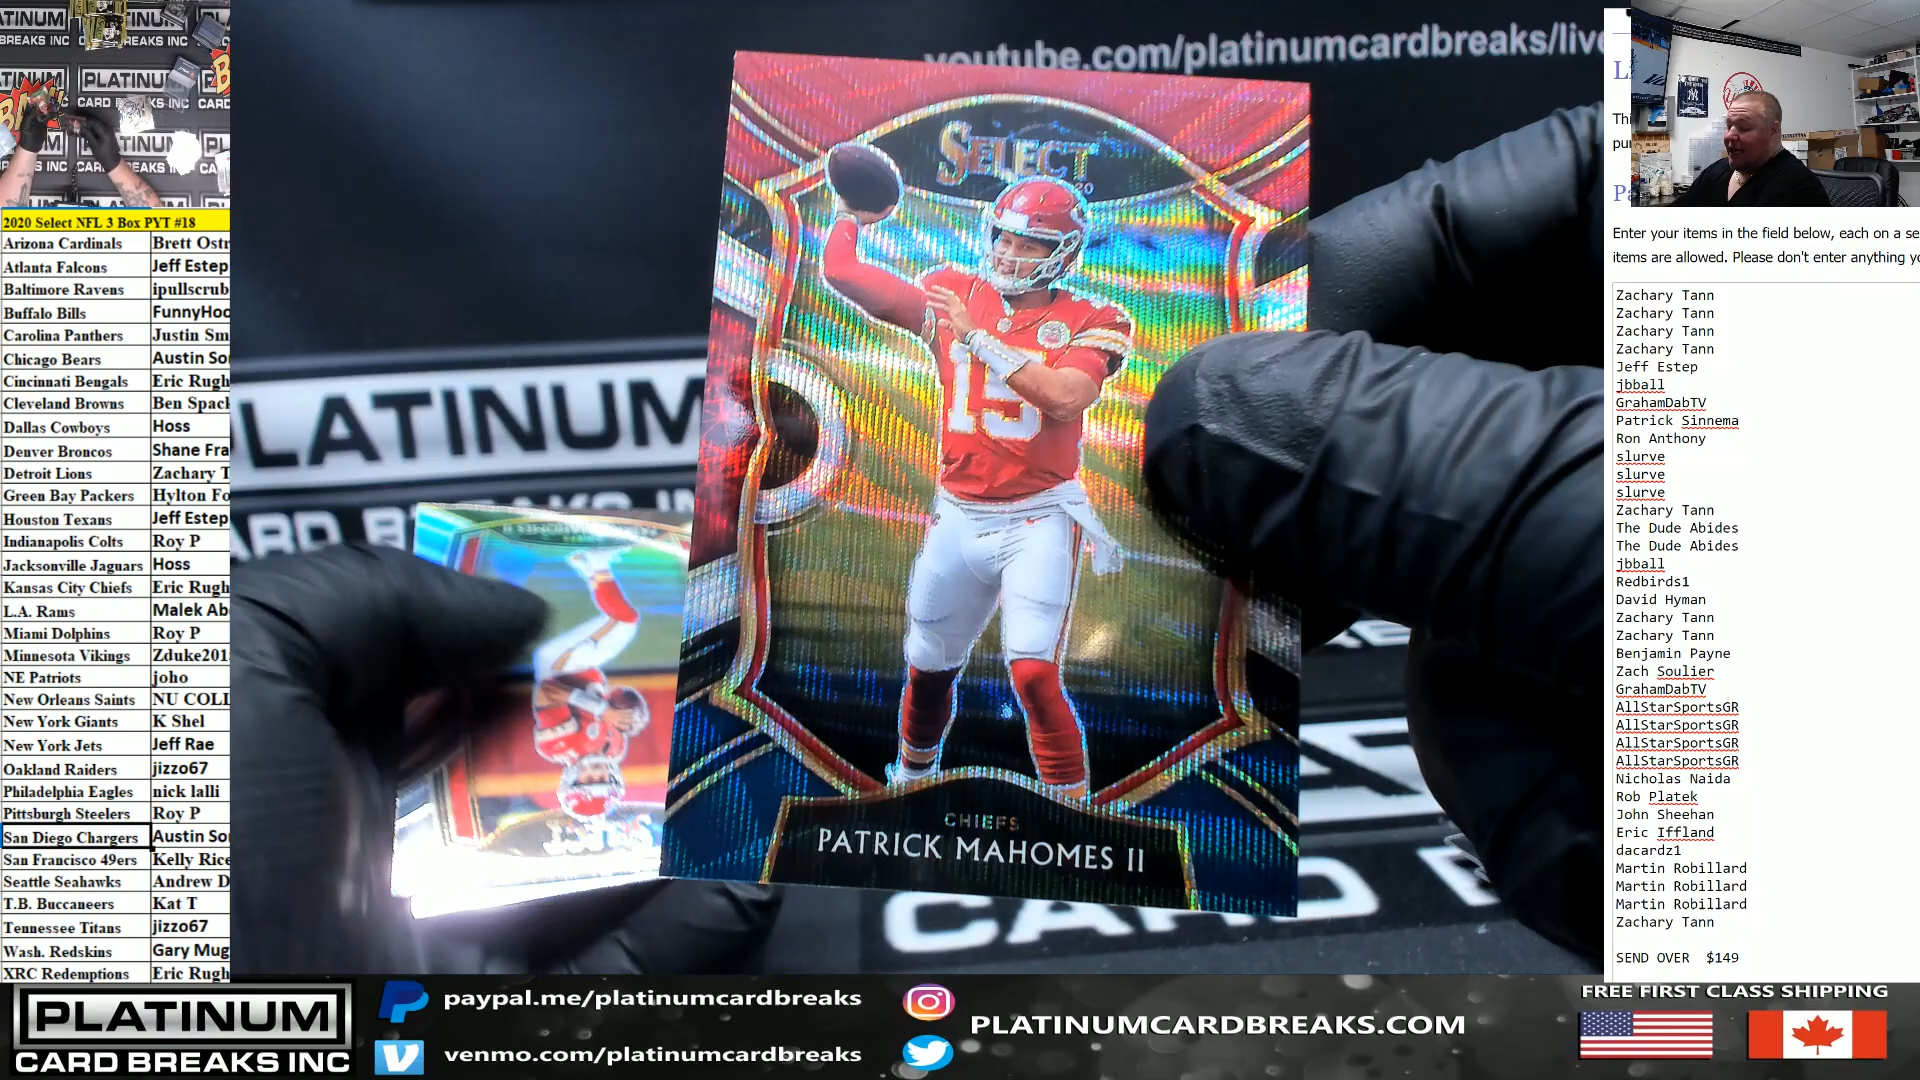 youtube.com/platinumcardbreaks/live
SELECT
20
15
CHIEFS
PATRICK MAHOMES II
PLATINUM
CARD
2020 Select NFL 3 Box PYT #18
Arizona Cardinals Brett Ostr
Atlanta Falcons Jeff Estep
Baltimore Ravens ipullscrub
Buffalo Bills FunnyHoo
Carolina Panthers Justin Sm
Chicago Bears Austin Sor
Cincinnati Bengals Eric Rugh
Cleveland Browns Ben Spack
Dallas Cowboys Hoss
Denver Broncos Shane Fra
Detroit Lions Zachary T
Green Bay Packers Hylton Fo
Houston Texans Jeff Estep
Indianapolis Colts Roy P
Jacksonville Jaguars Hoss
Kansas City Chiefs Eric Rugh
L.A. Rams Malek Ab
Miami Dolphins Roy P
Minnesota Vikings Zduke201
NE Patriots joho
New Orleans Saints NU COLL
New York Giants K Shel
New York Jets Jeff Rae
Oakland Raiders jizzo67
Philadelphia Eagles nick lalli
Pittsburgh Steelers Roy P
San Diego Chargers Austin Sor
San Francisco 49ers Kelly Rice
Seattle Seahawks Andrew D
T.B. Buccaneers Kat T
Tennessee Titans jizzo67
Wash. Redskins Gary Mug
XRC Redemptions Eric Rugh
Enter your items in the field below, each on a se
items are allowed. Please don't enter anything yo
Zachary Tann
Zachary Tann
Zachary Tann
Zachary Tann
Jeff Estep
jbball
GrahamDabTV
Patrick Sinnema
Ron Anthony
slurve
slurve
slurve
Zachary Tann
The Dude Abides
The Dude Abides
jbball
Redbirds1
David Hyman
Zachary Tann
Zachary Tann
Benjamin Payne
Zach Soulier
GrahamDabTV
AllStarSportsGR
AllStarSportsGR
AllStarSportsGR
AllStarSportsGR
Nicholas Naida
Rob Platek
John Sheehan
Eric Iffland
dacardz1
Martin Robillard
Martin Robillard
Martin Robillard
Zachary Tann
SEND OVER $149
PLATINUM
CARD BREAKS INC
paypal.me/platinumcardbreaks
venmo.com/platinumcardbreaks
PLATINUMCARDBREAKS.COM
FREE FIRST CLASS SHIPPING